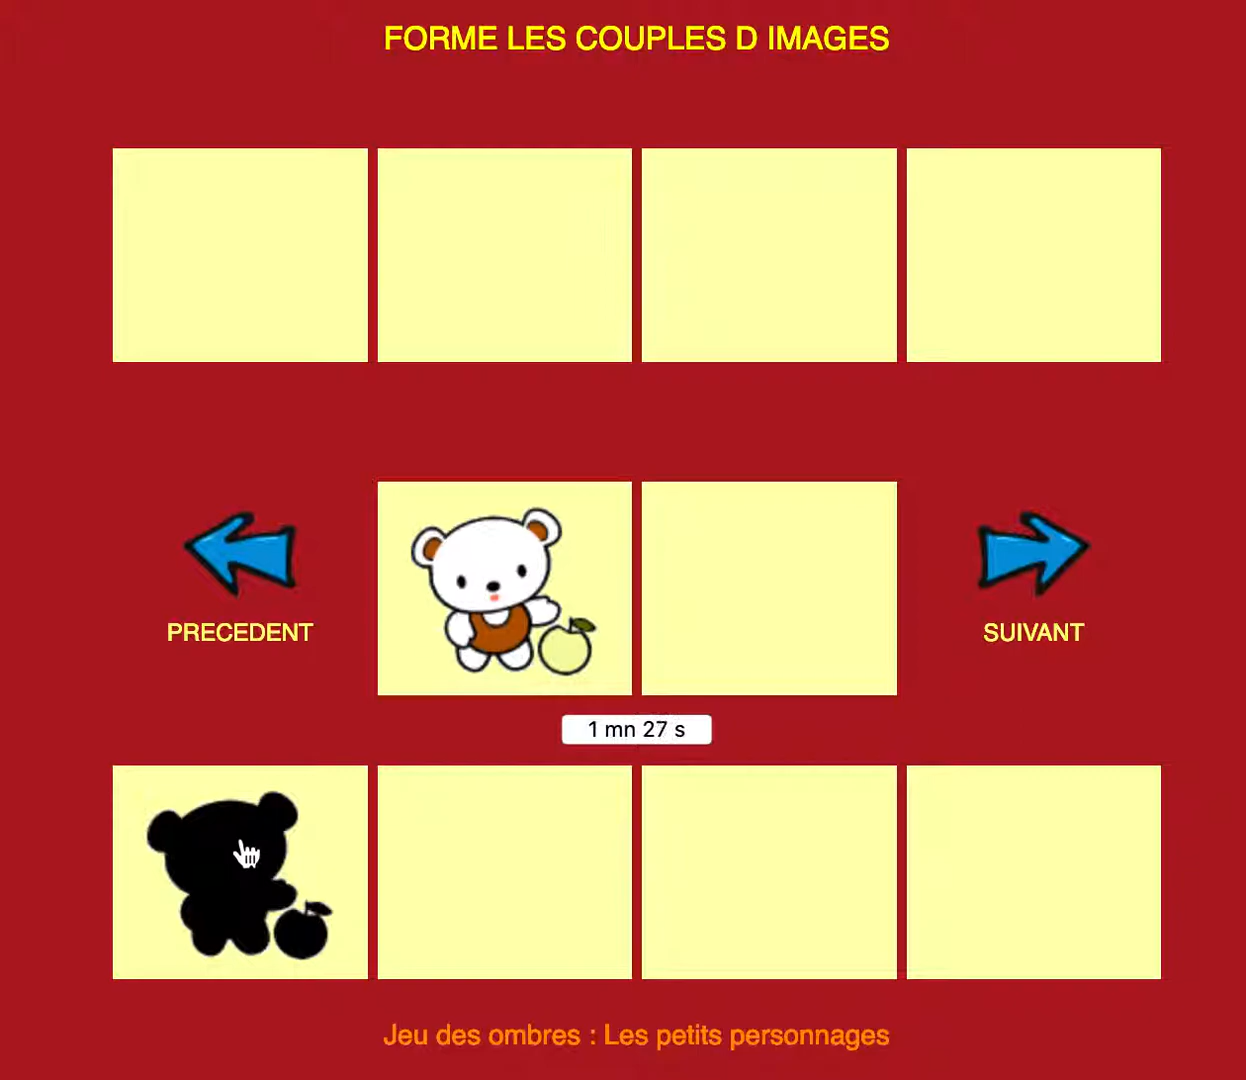 FORME LES COUPLES D IMAGES
PRECEDENT
SUIVANT
1 mn 27 s
Jeu des ombres : Les petits personnages